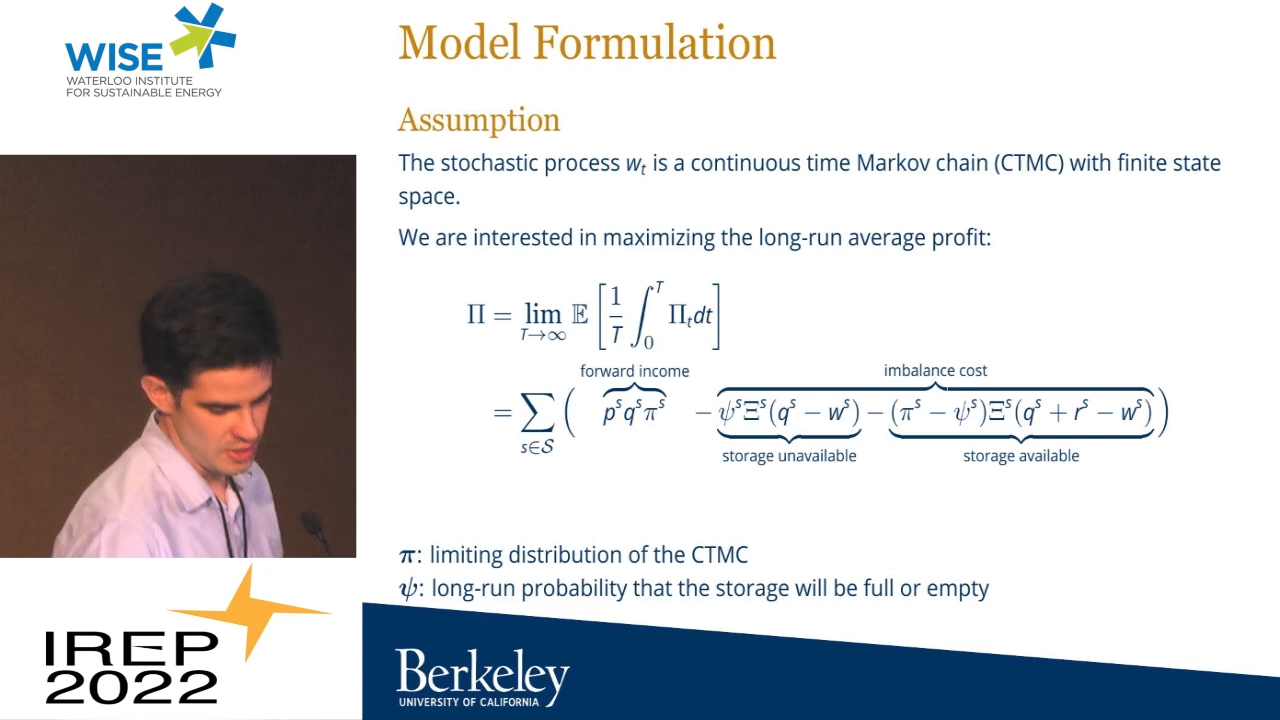 WISE
WATERLOO INSTITUTE
FOR SUSTAINABLE ENERGY
Model Formulation
Assumption
The stochastic process w_t is a continuous time Markov chain (CTMC) with finite state
space.
We are interested in maximizing the long-run average profit:
Π = lim_{T→∞} 𝔼 [ 1/T ∫_0^T Π_t dt ]
forward income
imbalance cost
= ∑_{s∈𝒮} ( p^s q^s π^s − ψ^s Ξ^s (q^s − w^s) − (π^s − ψ^s) Ξ^s (q^s + r^s − w^s) )
storage unavailable
storage available
π: limiting distribution of the CTMC
ψ: long-run probability that the storage will be full or empty
IREP
2022
Berkeley
UNIVERSITY OF CALIFORNIA